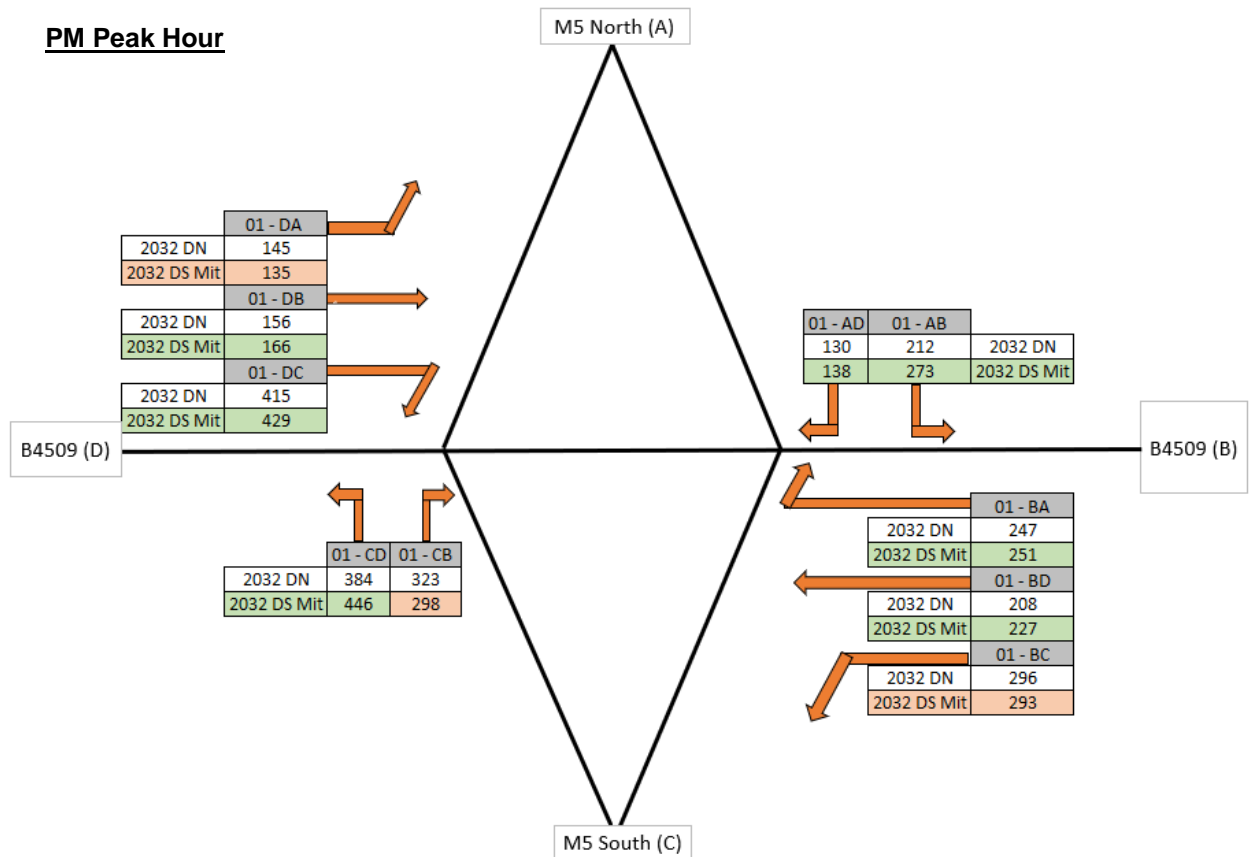 PM Peak Hour
M5 North (A)
01 - DA
2032 DN 145
2032 DS Mit 135
01 - DB
2032 DN 156
2032 DS Mit 166
01 - DC
2032 DN 415
2032 DS Mit 429
01 - AD 01 - AB
130 212 2032 DN
138 273 2032 DS Mit
B4509 (D)
B4509 (B)
01 - CD 01 - CB
2032 DN 384 323
2032 DS Mit 446 298
01 - BA
2032 DN 247
2032 DS Mit 251
01 - BD
2032 DN 208
2032 DS Mit 227
01 - BC
2032 DN 296
2032 DS Mit 293
M5 South (C)